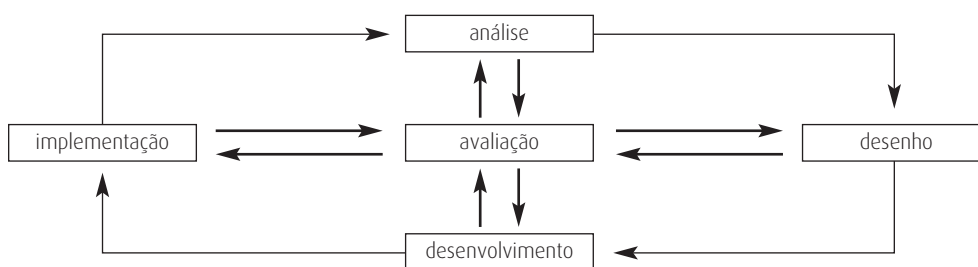 análise
implementação
avaliação
desenho
desenvolvimento